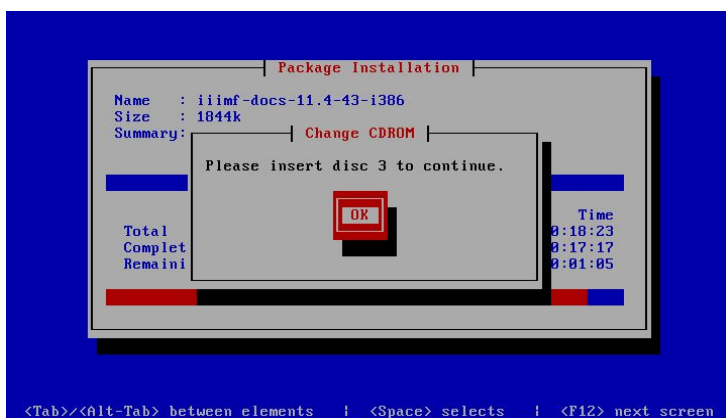 Package Installation
Name : iiimf-docs-11.4-43-i386
Size : 1844k
Summary:
Change CDROM
Please insert disc 3 to continue.
OK
Time
Total 0:18:23
Complet 0:17:17
Remaini 0:01:05
<Tab>/<Alt-Tab> between elements | <Space> selects | <F12> next screen